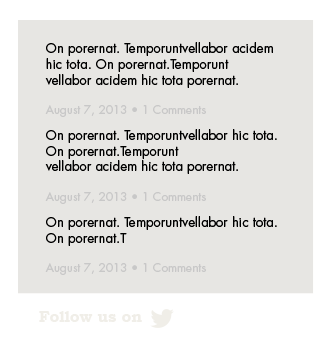 On porernat. Temporuntvellabor acidem
hic tota. On porernat.Temporunt
vellabor acidem hic tota porernat.
August 7, 2013 • 1 Comments
On porernat. Temporuntvellabor hic tota.
On porernat.Temporunt
vellabor acidem hic tota porernat.
August 7, 2013 • 1 Comments
On porernat. Temporuntvellabor hic tota.
On porernat.T
August 7, 2013 • 1 Comments
Follow us on